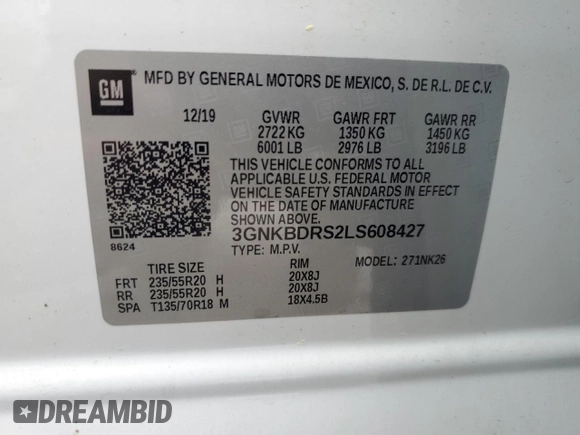 GM
MFD BY GENERAL MOTORS DE MEXICO, S. DE R.L. DE C.V.
12/19 GVWR GAWR FRT GAWR RR
2722 KG 1350 KG 1450 KG
6001 LB 2976 LB 3196 LB
THIS VEHICLE CONFORMS TO ALL
APPLICABLE U.S. FEDERAL MOTOR
VEHICLE SAFETY STANDARDS IN EFFECT
ON THE DATE OF MANUFACTURE
SHOWN ABOVE.
8624
3GNKBDRS2LS608427
TYPE: M.P.V. MODEL: 271NK26
TIRE SIZE RIM
FRT 235/55R20 H 20X8J
RR 235/55R20 H 20X8J
SPA T135/70R18 M 18X4.5B
DREAMBID